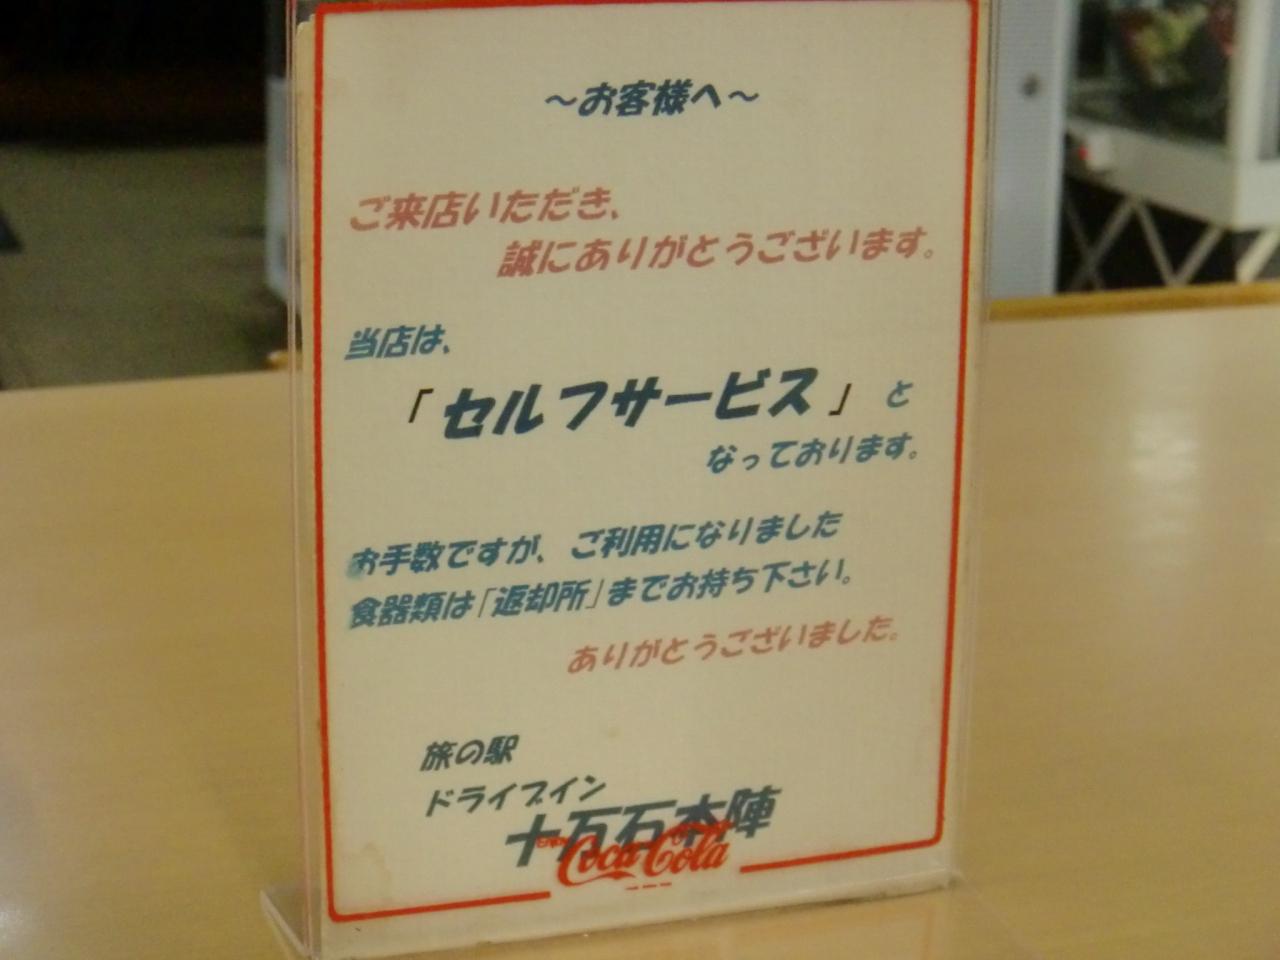 ～お客様へ～
ご来店いただき、
誠にありがとうございます。
当店は、
「セルフサービス」と
なっております。
お手数ですが、ご利用になりました
食器類は「返却所」までお持ち下さい。
ありがとうございました。
旅の駅
ドライブイン
十万石本陣
Enjoy
Coca-Cola